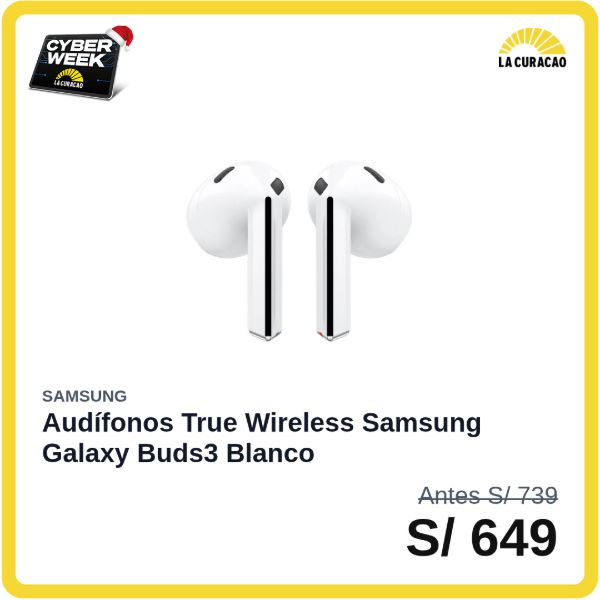 CYBER
WEEK
LA CURACAO
LA CURACAO
SAMSUNG
Audífonos True Wireless Samsung
Galaxy Buds3 Blanco
Antes S/ 739
S/ 649